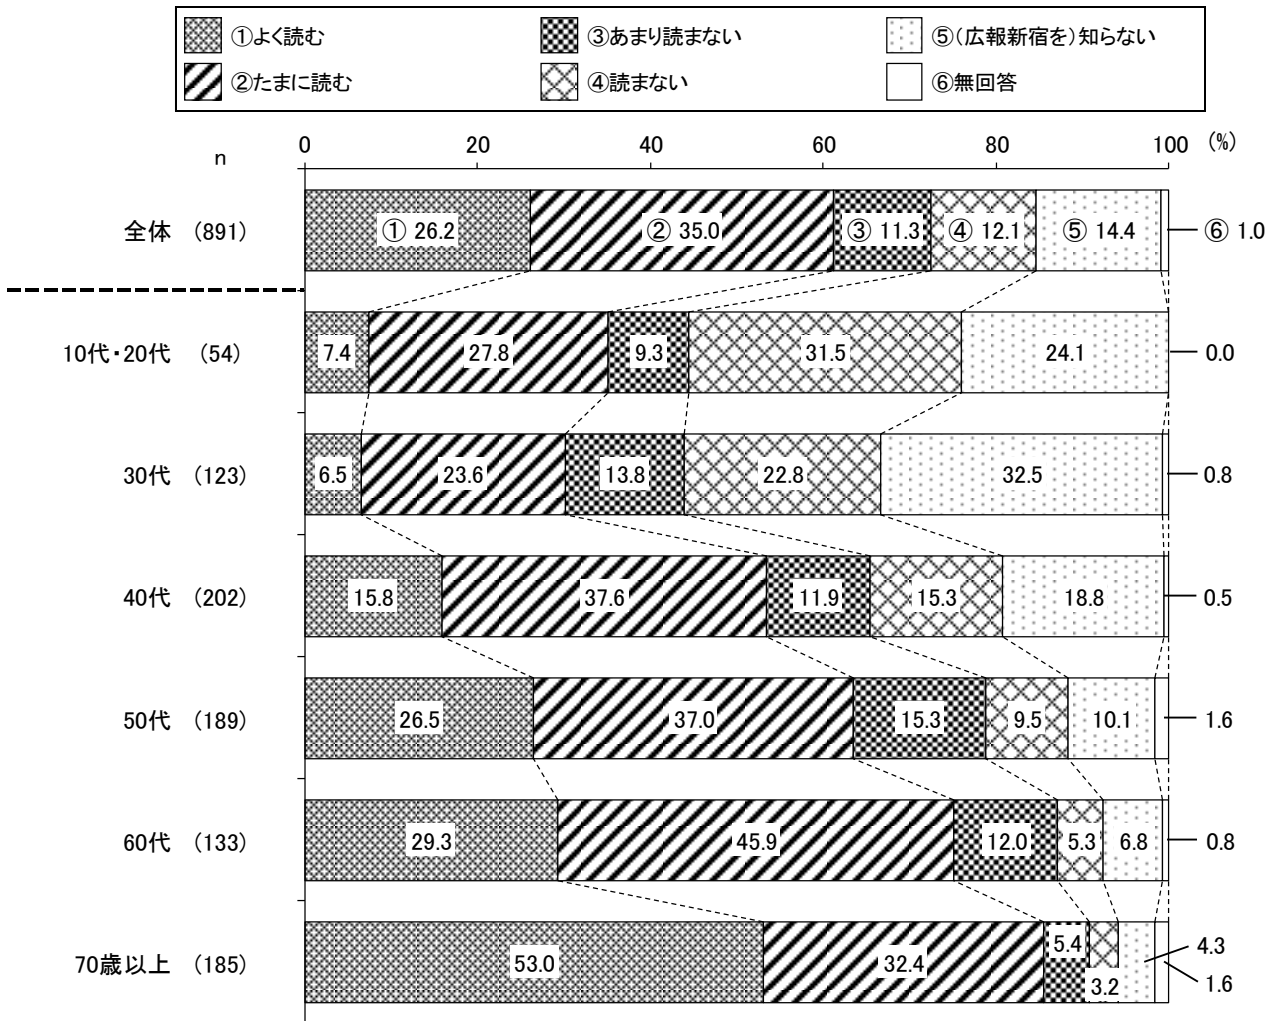 ①よく読む ③あまり読まない ⑤(広報新宿を)知らない
②たまに読む ④読まない ⑥無回答
0 20 40 60 80 100 (%)
n
全体 (891) ① 26.2 ② 35.0 ③ 11.3 ④ 12.1 ⑤ 14.4 ⑥ 1.0
10代・20代 (54) 7.4 27.8 9.3 31.5 24.1 0.0
30代 (123) 6.5 23.6 13.8 22.8 32.5 0.8
40代 (202) 15.8 37.6 11.9 15.3 18.8 0.5
50代 (189) 26.5 37.0 15.3 9.5 10.1 1.6
60代 (133) 29.3 45.9 12.0 5.3 6.8 0.8
70歳以上 (185) 53.0 32.4 5.4 3.2 4.3 1.6